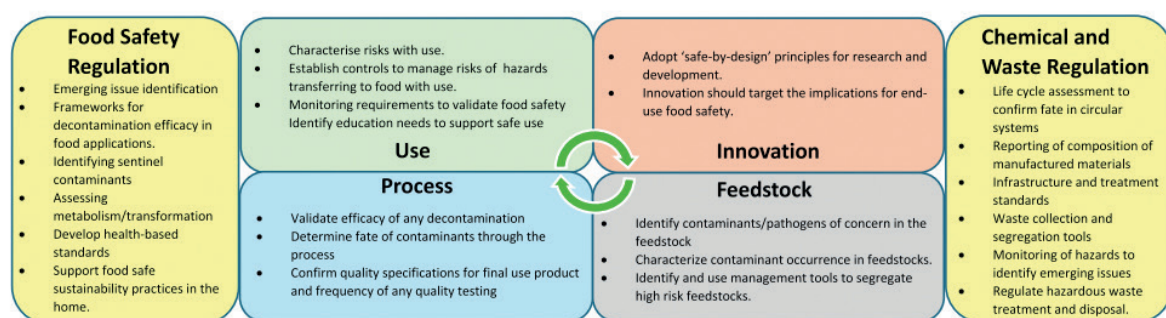 Food Safety
Regulation
• Emerging issue identification
• Frameworks for
decontamination efficacy in
food applications.
• Identifying sentinel
contaminants
• Assessing
metabolism/transformation
• Develop health-based
standards
• Support food safe
sustainability practices in the
home.
• Characterise risks with use.
• Establish controls to manage risks of hazards
transferring to food with use.
• Monitoring requirements to validate food safety
Identify education needs to support safe use
Use
• Adopt ‘safe-by-design’ principles for research and
development.
• Innovation should target the implications for end-
use food safety.
Innovation
Process
• Validate efficacy of any decontamination
• Determine fate of contaminants through the
process
• Confirm quality specifications for final use product
and frequency of any quality testing
Feedstock
• Identify contaminants/pathogens of concern in the
feedstock
• Characterize contaminant occurrence in feedstocks.
• Identify and use management tools to segregate
high risk feedstocks.
Chemical and
Waste Regulation
• Life cycle assessment to
confirm fate in circular
systems
• Reporting of composition of
manufactured materials
• Infrastructure and treatment
standards
• Waste collection and
segregation tools
• Monitoring of hazards to
identify emerging issues
• Regulate hazardous waste
treatment and disposal.